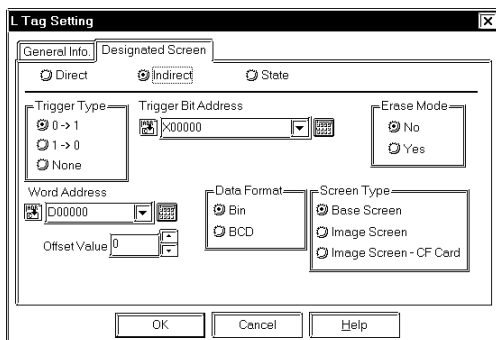 L Tag Setting
General Info. Designated Screen
Direct Indirect State
Trigger Type Trigger Bit Address Erase Mode
0 -> 1 X00000 No
1 -> 0 Yes
None
Word Address Data Format Screen Type
D00000 Bin Base Screen
BCD Image Screen
Offset Value 0 Image Screen - CF Card
OK Cancel Help